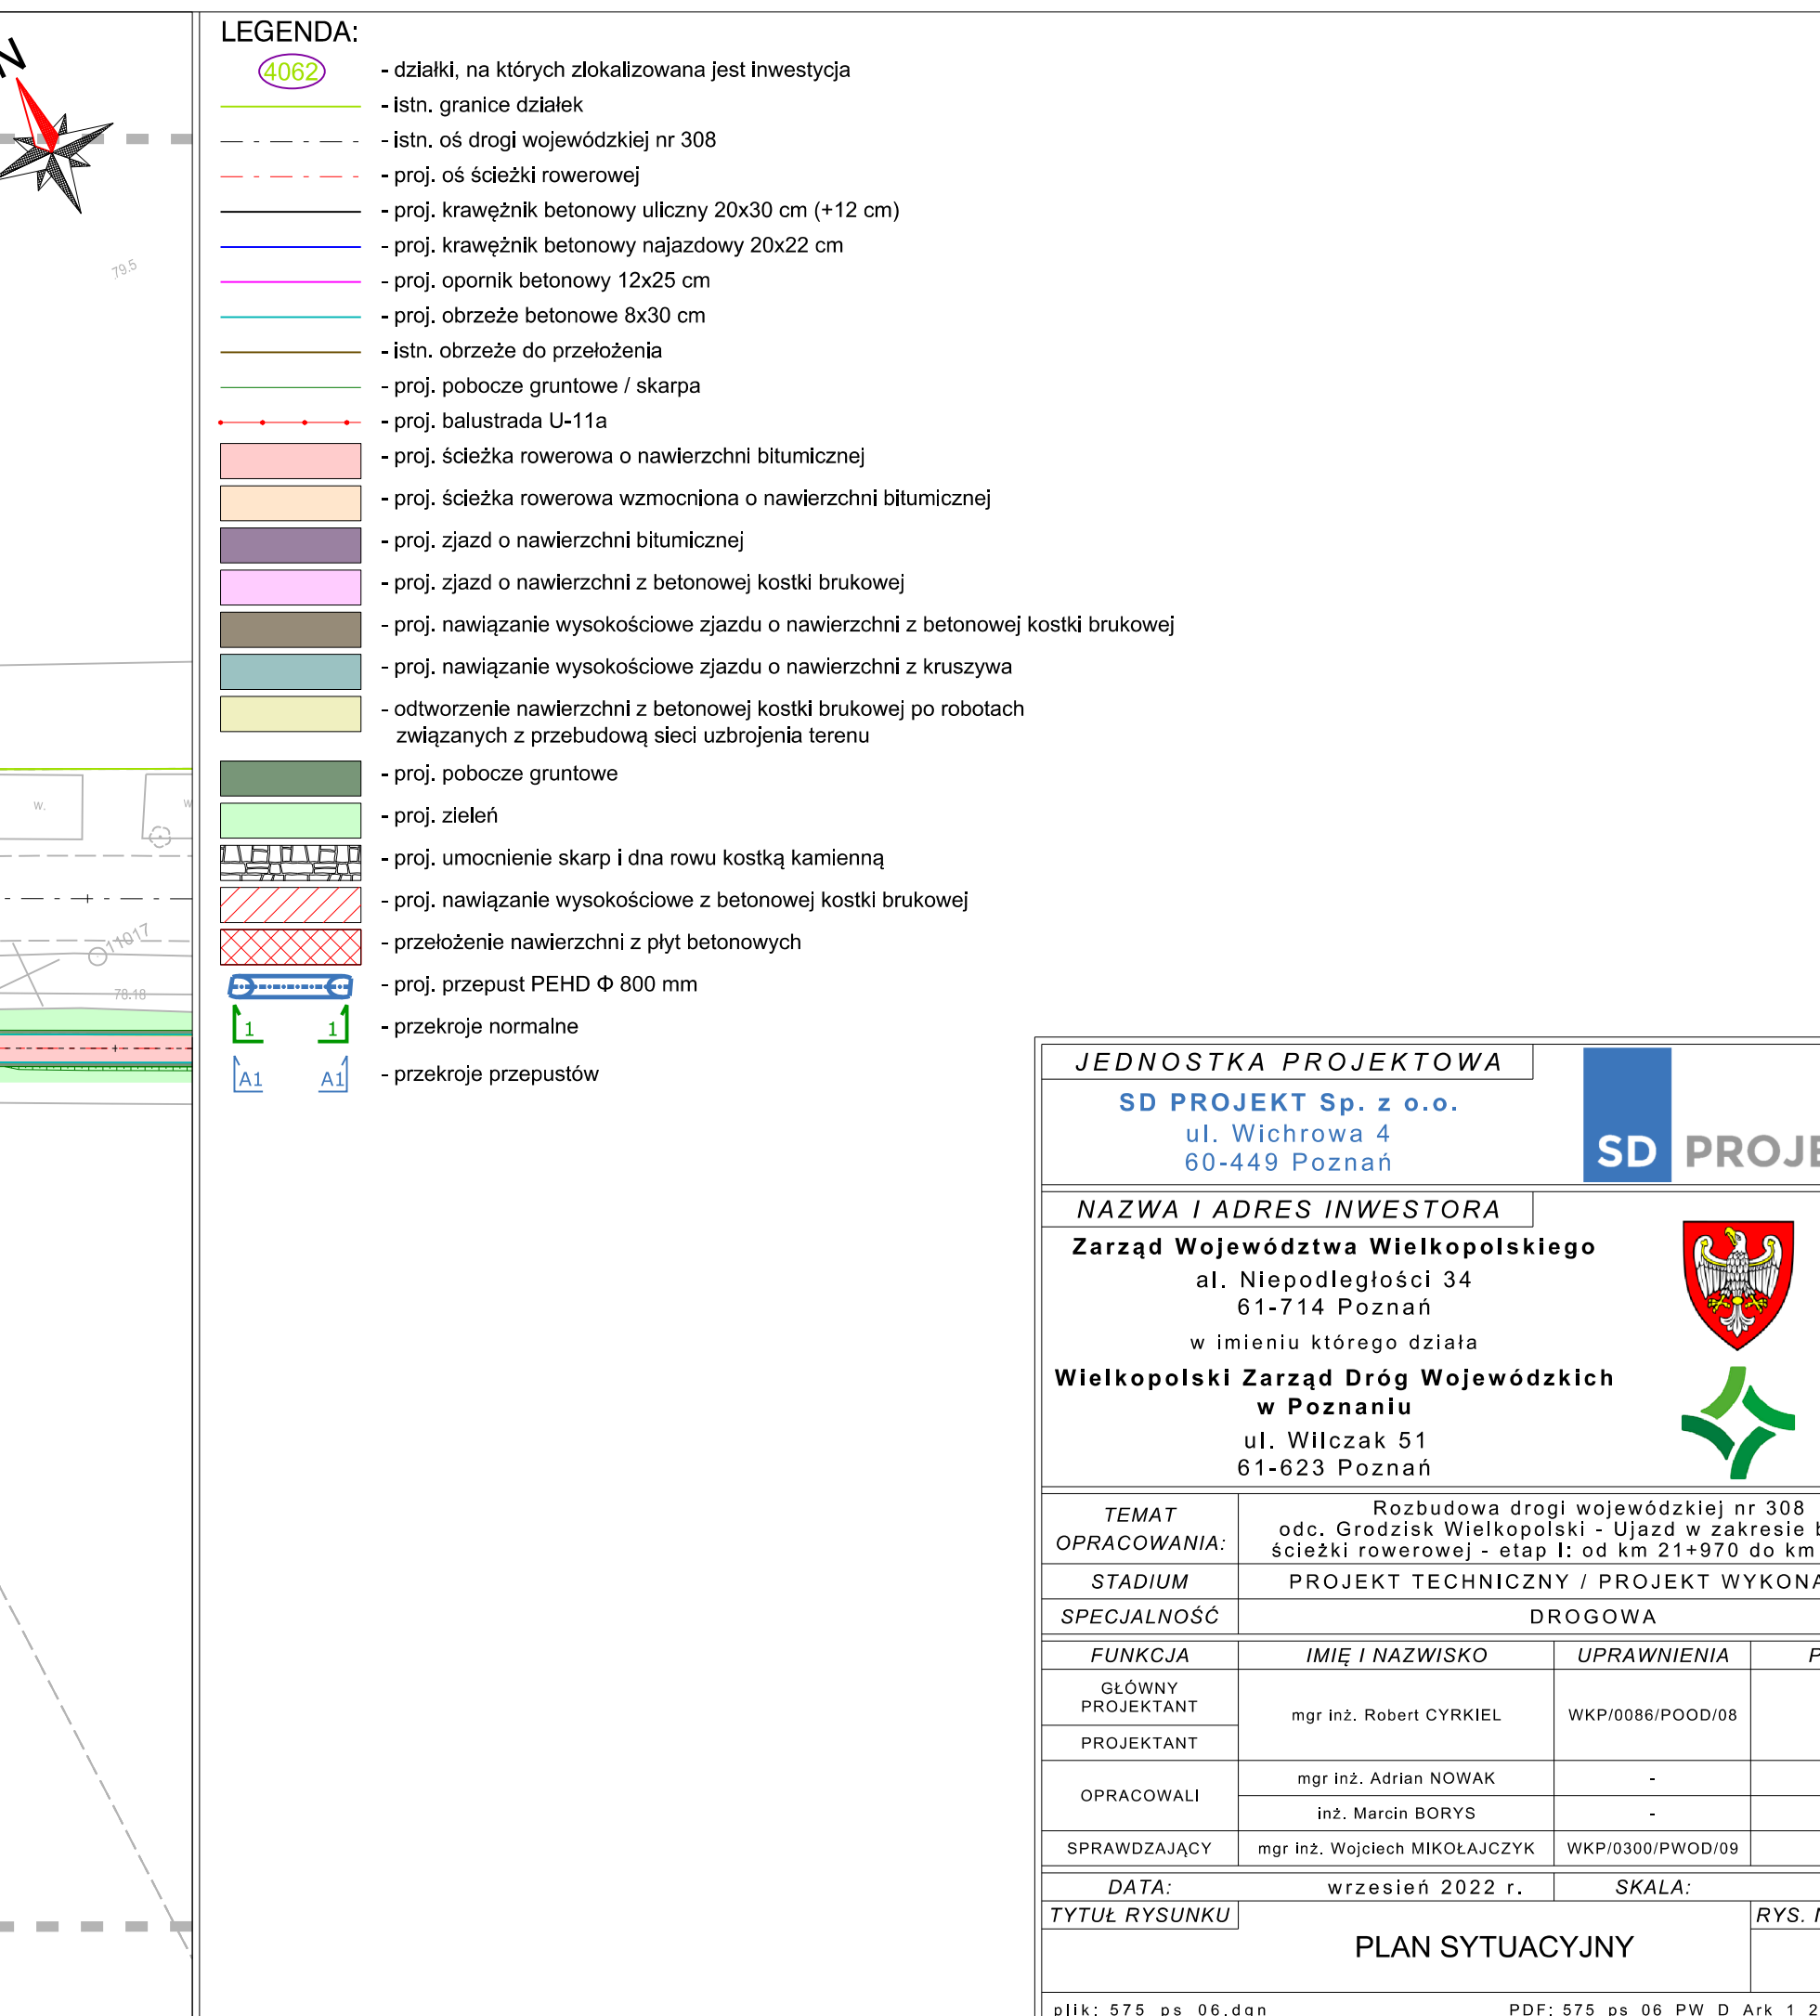 N
79.5
W.
11017
78.18
LEGENDA:
4062 - działki, na których zlokalizowana jest inwestycja
- istn. granice działek
- istn. oś drogi wojewódzkiej nr 308
- proj. oś ścieżki rowerowej
- proj. krawężnik betonowy uliczny 20x30 cm (+12 cm)
- proj. krawężnik betonowy najazdowy 20x22 cm
- proj. opornik betonowy 12x25 cm
- proj. obrzeże betonowe 8x30 cm
- istn. obrzeże do przełożenia
- proj. pobocze gruntowe / skarpa
- proj. balustrada U-11a
- proj. ścieżka rowerowa o nawierzchni bitumicznej
- proj. ścieżka rowerowa wzmocniona o nawierzchni bitumicznej
- proj. zjazd o nawierzchni bitumicznej
- proj. zjazd o nawierzchni z betonowej kostki brukowej
- proj. nawiązanie wysokościowe zjazdu o nawierzchni z betonowej kostki brukowej
- proj. nawiązanie wysokościowe zjazdu o nawierzchni z kruszywa
- odtworzenie nawierzchni z betonowej kostki brukowej po robotach
związanych z przebudową sieci uzbrojenia terenu
- proj. pobocze gruntowe
- proj. zieleń
- proj. umocnienie skarp i dna rowu kostką kamienną
- proj. nawiązanie wysokościowe z betonowej kostki brukowej
- przełożenie nawierzchni z płyt betonowych
- proj. przepust PEHD Φ 800 mm
1 1 - przekroje normalne
A1 A1 - przekroje przepustów
JEDNOSTKA PROJEKTOWA
SD PROJEKT Sp. z o.o.
ul. Wichrowa 4
60-449 Poznań
SD PROJE
NAZWA I ADRES INWESTORA
Zarząd Województwa Wielkopolskiego
al. Niepodległości 34
61-714 Poznań
w imieniu którego działa
Wielkopolski Zarząd Dróg Wojewódzkich
w Poznaniu
ul. Wilczak 51
61-623 Poznań
TEMAT
OPRACOWANIA:
Rozbudowa drogi wojewódzkiej nr 308
odc. Grodzisk Wielkopolski - Ujazd w zakresie b
ścieżki rowerowej - etap I: od km 21+970 do km
STADIUM PROJEKT TECHNICZNY / PROJEKT WYKONA
SPECJALNOŚĆ DROGOWA
FUNKCJA IMIĘ I NAZWISKO UPRAWNIENIA P
GŁÓWNY
PROJEKTANT
mgr inż. Robert CYRKIEL WKP/0086/POOD/08
PROJEKTANT
OPRACOWALI
mgr inż. Adrian NOWAK -
inż. Marcin BORYS -
SPRAWDZAJĄCY mgr inż. Wojciech MIKOŁAJCZYK WKP/0300/PWOD/09
DATA: wrzesień 2022 r. SKALA:
TYTUŁ RYSUNKU RYS. N
PLAN SYTUACYJNY
plik: 575_ps_06.dgn PDF: 575_ps_06_PW_D_Ark_1_2